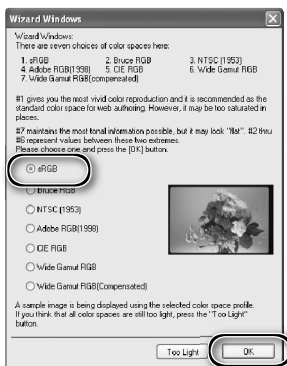 Wizard Windows
Wizard Windows:
There are seven choices of color spaces here:
1. sRGB 2. Bruce RGB 3. NTSC (1953)
4. Adobe RGB(1998) 5. CIE RGB 6. Wide Gamut RGB
7. Wide Gamut RGB(compensated)
#1 gives you the most vivid color reproduction and it is recommended as the
standard color space for web authoring. However, it may be too saturated in
places.
#7 maintains the most tonal information possible, but it may look "flat". #2 thru
#6 represent values between these two extremes.
Please choose one and press the [OK] button.
sRGB
Bruce RGB
NTSC (1953)
Adobe RGB(1998)
CIE RGB
Wide Gamut RGB
Wide Gamut RGB(Compensated)
A sample image is being displayed using the selected color space profile.
If you think that all color spaces are still too light, press the "Too Light"
button.
Too Light OK